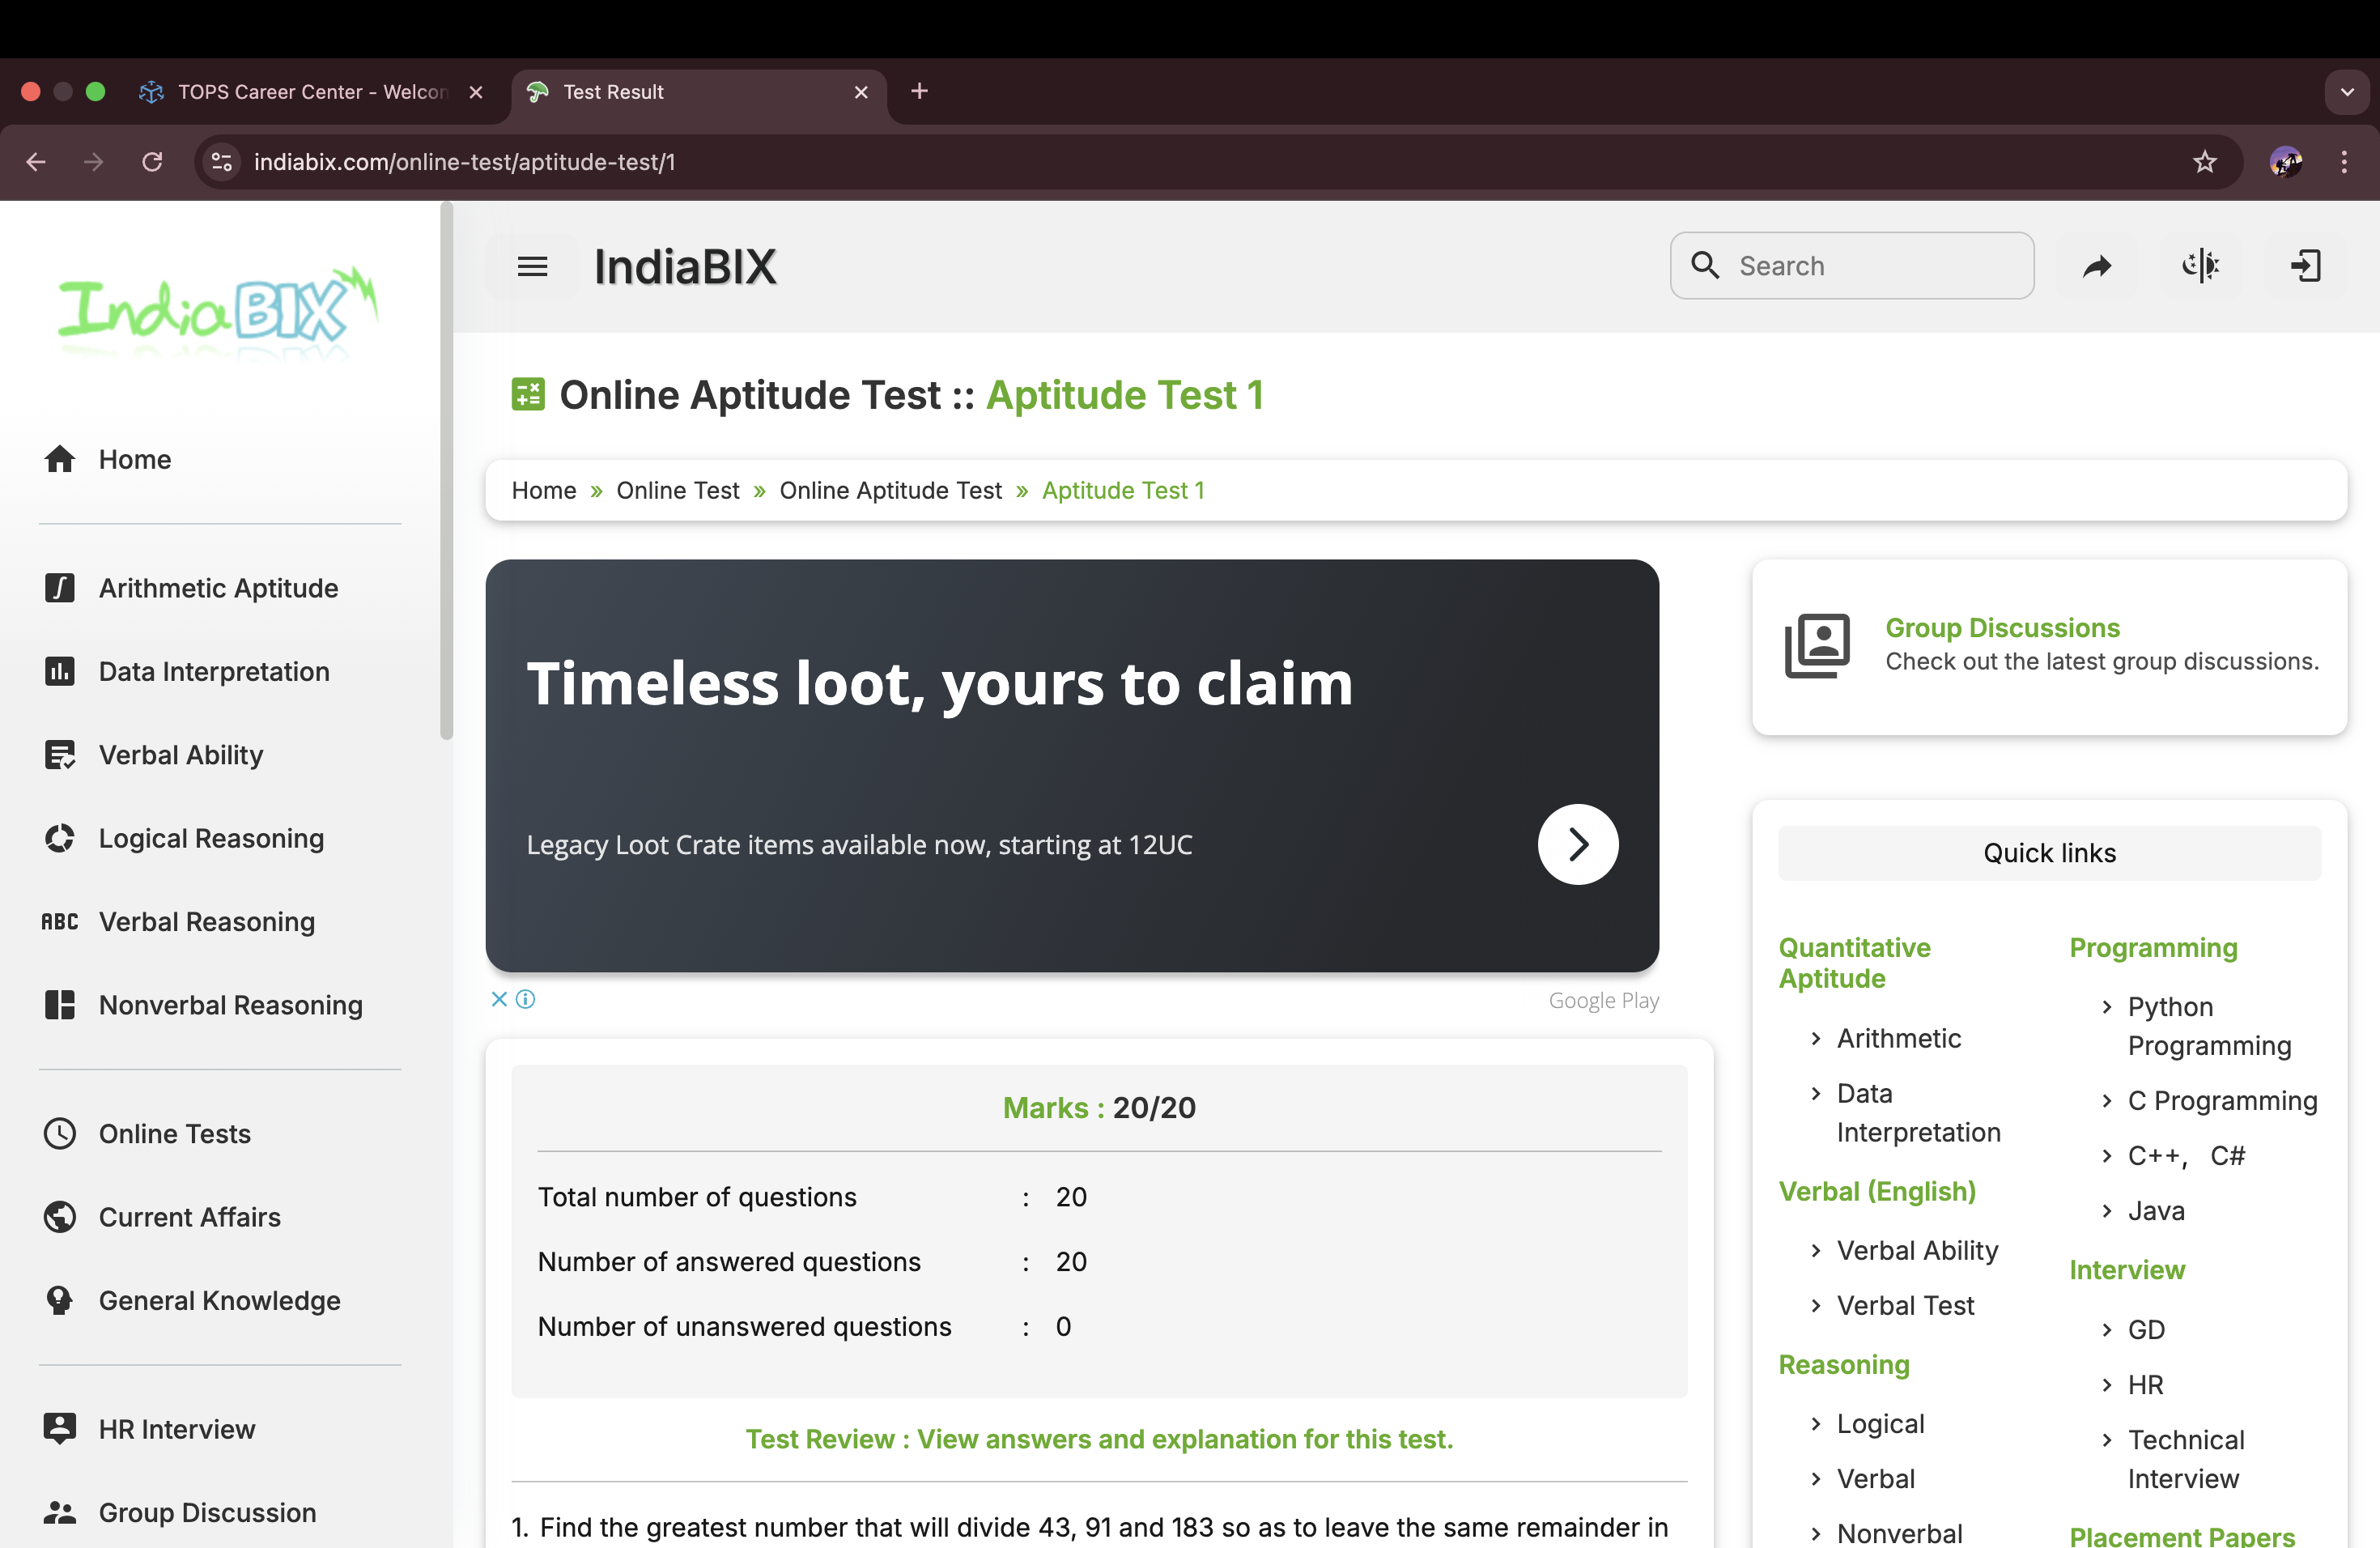 TOPS Career Center - Welcon
Test Result
indiabix.com/online-test/aptitude-test/1
IndiaBIX
IndiaBIX
Search
Home
Arithmetic Aptitude
Data Interpretation
Verbal Ability
Logical Reasoning
ABC Verbal Reasoning
Nonverbal Reasoning
Online Tests
Current Affairs
General Knowledge
HR Interview
Group Discussion
Online Aptitude Test :: Aptitude Test 1
Home » Online Test » Online Aptitude Test » Aptitude Test 1
Timeless loot, yours to claim
Legacy Loot Crate items available now, starting at 12UC
Google Play
Marks : 20/20
Total number of questions : 20
Number of answered questions : 20
Number of unanswered questions : 0
Test Review : View answers and explanation for this test.
1. Find the greatest number that will divide 43, 91 and 183 so as to leave the same remainder in
Group Discussions
Check out the latest group discussions.
Quick links
Quantitative
Aptitude
Arithmetic
Data
Interpretation
Verbal (English)
Verbal Ability
Verbal Test
Reasoning
Logical
Verbal
Nonverbal
Programming
Python
Programming
C Programming
C++, C#
Java
Interview
GD
HR
Technical
Interview
Placement Papers